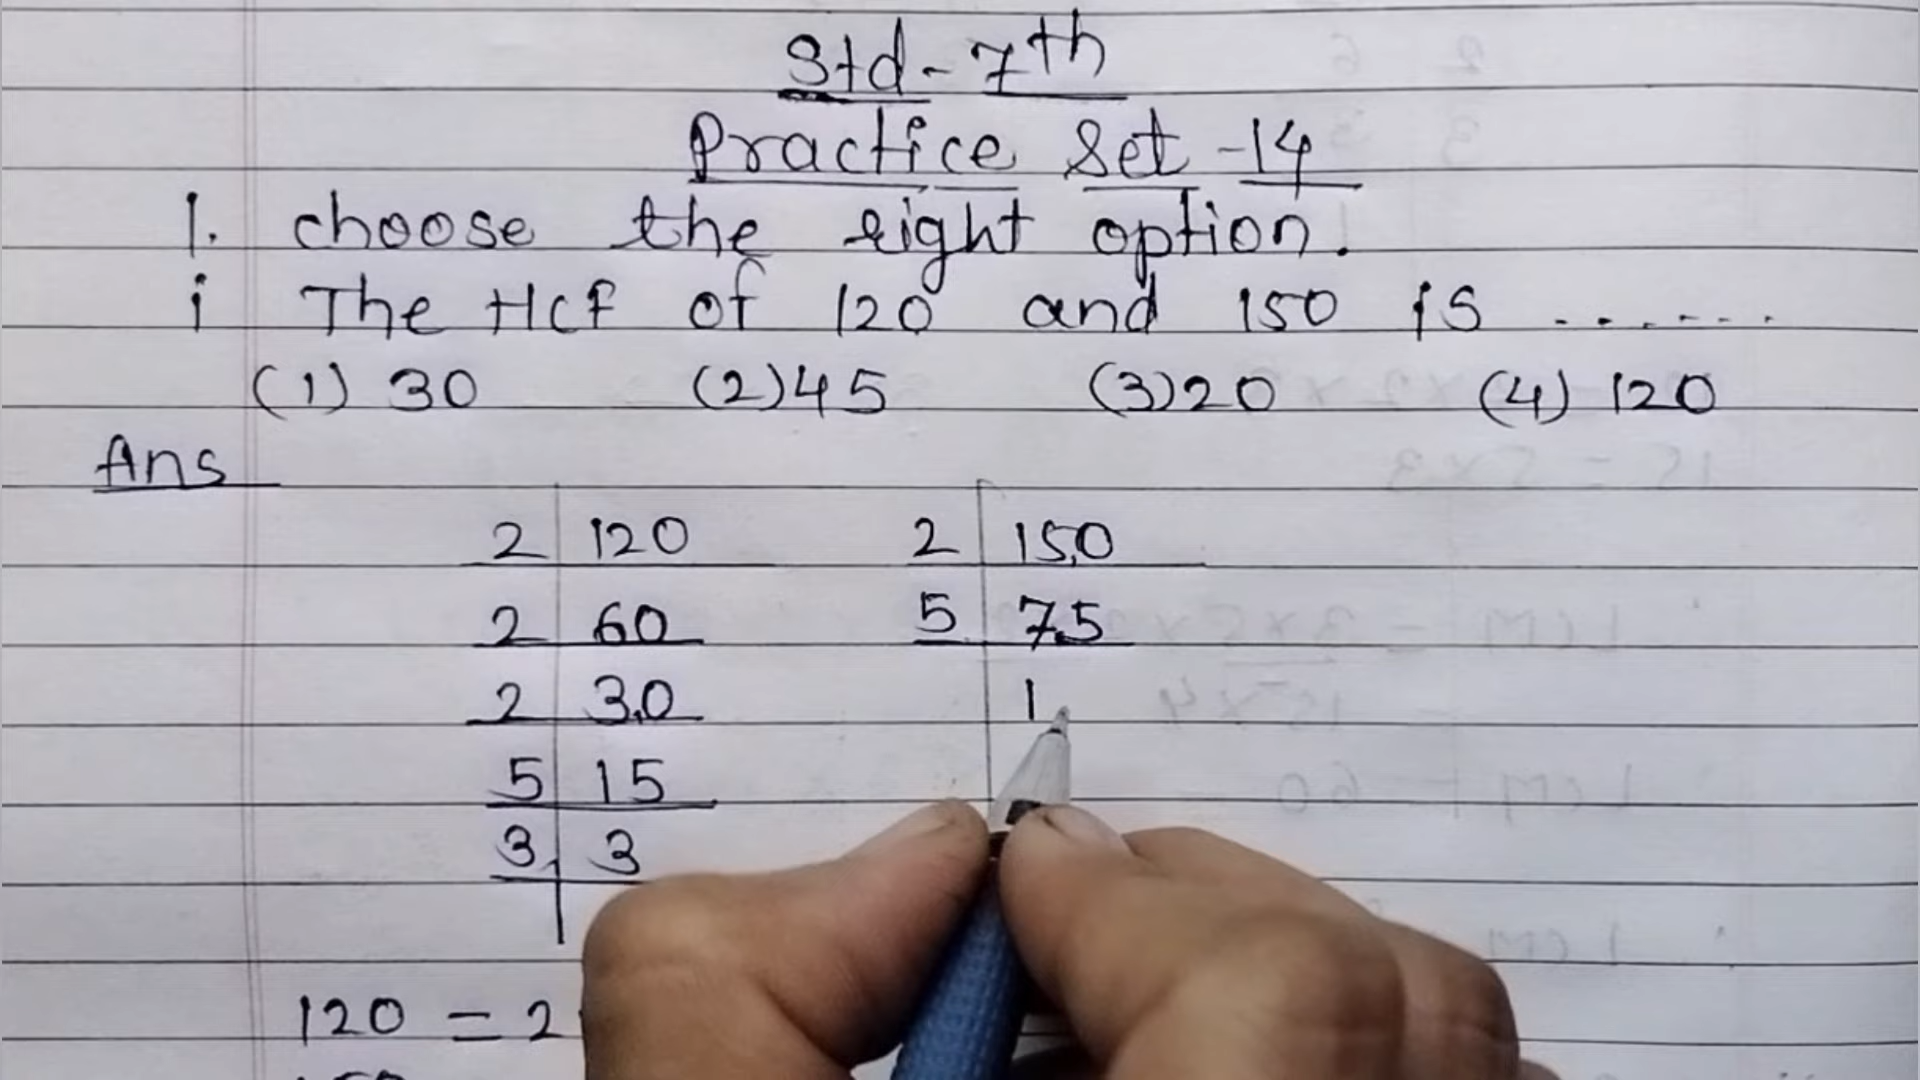 Std - 7th
Practice Set - 14
1. choose the right option.
i The HCF of 120 and 150 is ......
(1) 30 (2) 45 (3) 20 (4) 120
Ans
2 120 2 150
2 60 5 75
2 30 1
5 15
3 3
120 = 2